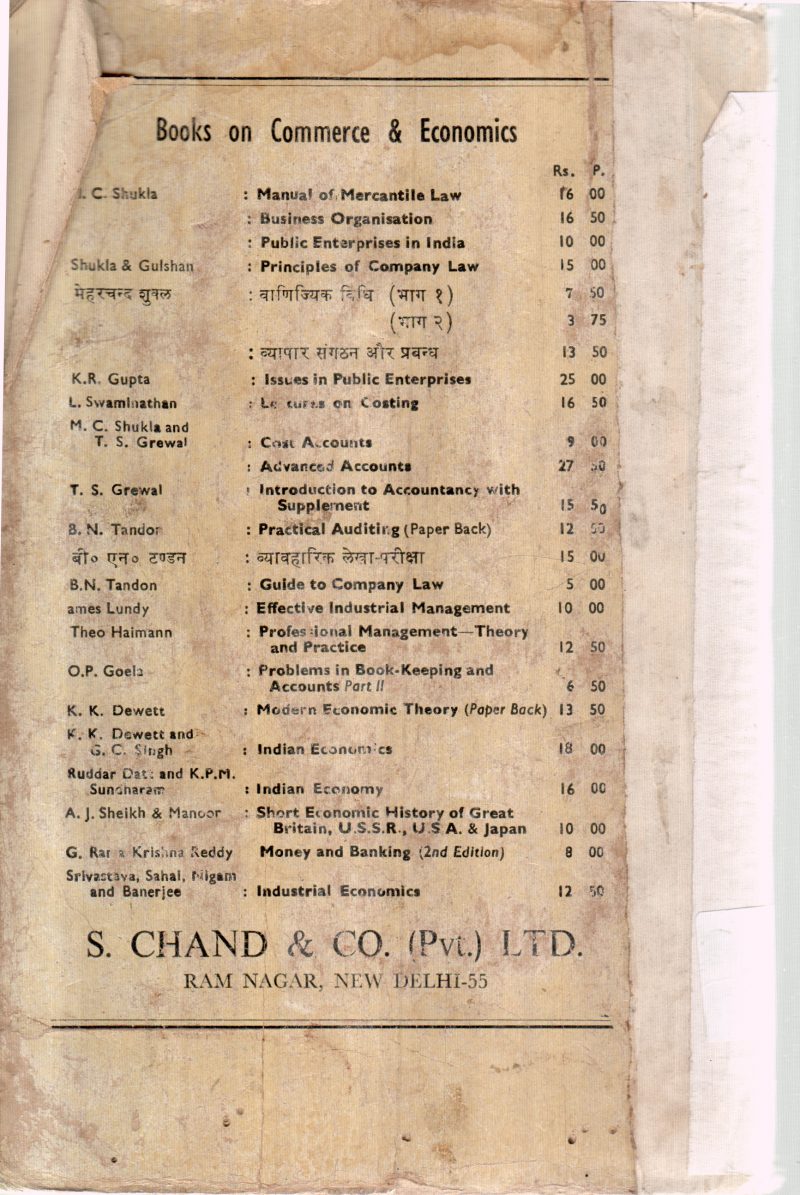 Books on Commerce & Economics
Rs. P.
. C. Shukla : Manual of Mercantile Law 16 00
: Business Organisation 16 50
: Public Enterprises in India 10 00
Shukla & Gulshan : Principles of Company Law 15 00
मेहरचन्द शुक्ल : वाणिज्यिक विधि (भाग १) 7 50
(भाग २) 3 75
: व्यापार संगठन और प्रबन्ध 13 50
K.R. Gupta : Issues in Public Enterprises 25 00
L. Swaminathan : Lectures on Costing 16 50
M. C. Shukla and
T. S. Grewal : Cost Accounts 9 00
: Advanced Accounts 27 50
T. S. Grewal : Introduction to Accountancy with
Supplement 15 50
B. N. Tandon : Practical Auditing (Paper Back) 12 50
बी० एन० टण्डन : व्यावहारिक लेखा-परीक्षा 15 00
B.N. Tandon : Guide to Company Law 5 00
ames Lundy : Effective Industrial Management 10 00
Theo Haimann : Professional Management—Theory
and Practice 12 50
O.P. Goela : Problems in Book-Keeping and
Accounts Part II 6 50
K. K. Dewett : Modern Economic Theory (Paper Back) 13 50
K. K. Dewett and
G. C. Singh : Indian Economics 18 00
Ruddar Datt and K.P.M.
Sundharam : Indian Economy 16 00
A. J. Sheikh & Manoor : Short Economic History of Great
Britain, U.S.S.R., U.S.A. & Japan 10 00
G. Rama Krishna Reddy Money and Banking (2nd Edition) 8 00
Srivastava, Sahai, Nigam
and Banerjee : Industrial Economics 12 50
S. CHAND & CO. (Pvt.) LTD.
RAM NAGAR, NEW DELHI-55